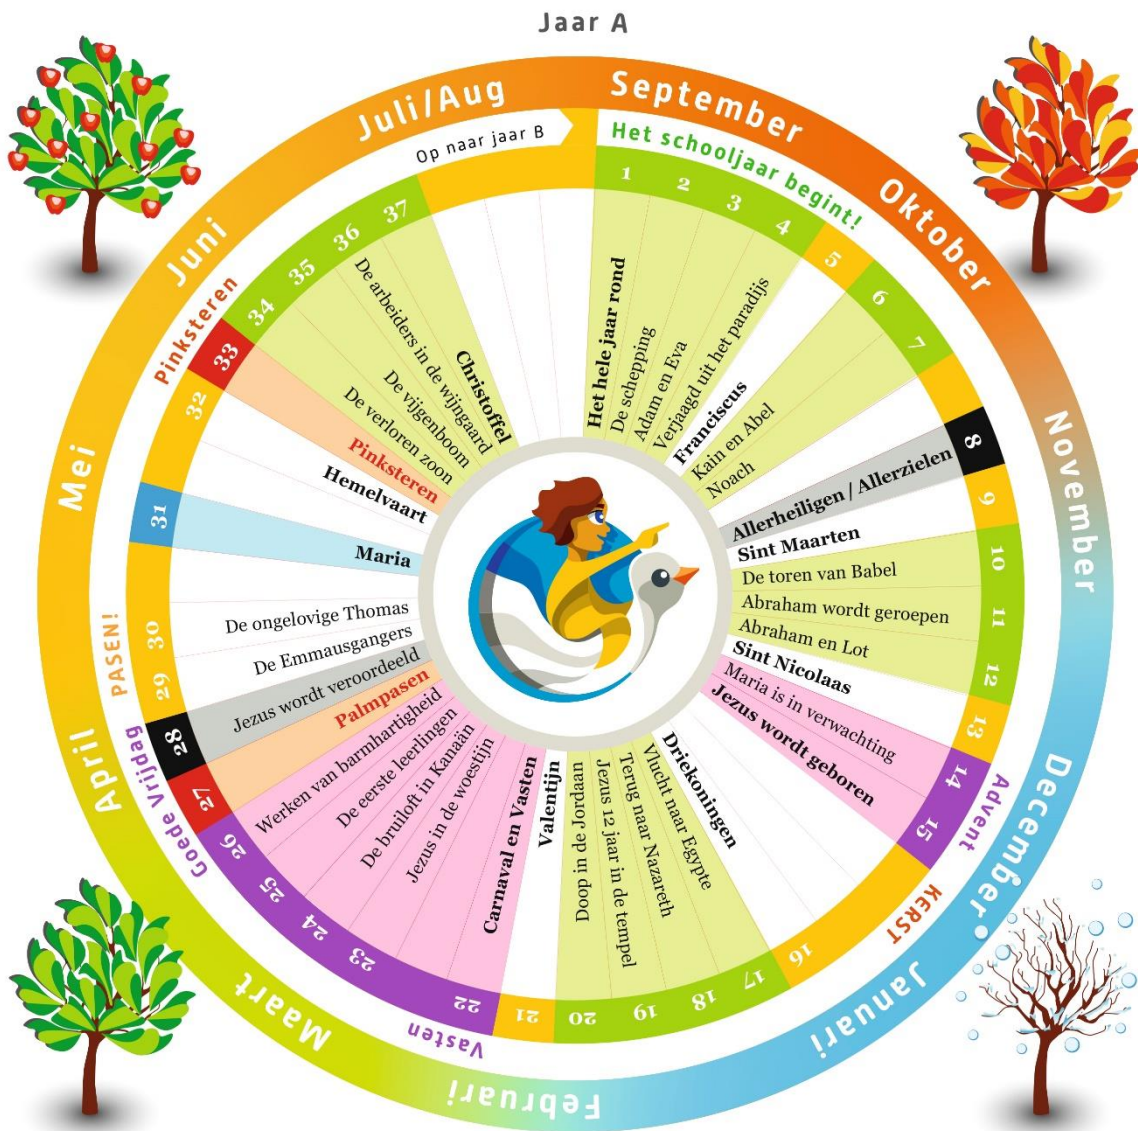 Jaar A
September
Oktober
November
December
Januari
Februari
Maart
April
Mei
Juni
Juli/Aug
Op naar jaar B
Het schooljaar begint!
Advent
KERST
Vasten
Goede Vrijdag
PASEN!
Pinksteren
1
2
3
4
5
6
7
8
9
10
11
12
13
14
15
16
17
18
19
20
21
22
23
24
25
26
27
28
29
30
31
32
33
34
35
36
37
Het hele jaar rond
De schepping
Adam en Eva
Verjaagd uit het paradijs
Franciscus
Kain en Abel
Noach
Allerheiligen / Allerzielen
Sint Maarten
De toren van Babel
Abraham wordt geroepen
Abraham en Lot
Sint Nicolaas
Maria is in verwachting
Jezus wordt geboren
Driekoningen
Vlucht naar Egypte
Terug naar Nazareth
Jezus 12 jaar in de tempel
Doop in de Jordaan
Valentijn
Carnaval en Vasten
Jezus in de woestijn
De bruiloft in Kanaän
De eerste leerlingen
Werken van barmhartigheid
Palmpasen
Jezus wordt veroordeeld
De Emmausgangers
De ongelovige Thomas
Maria
Hemelvaart
Pinksteren
De verloren zoon
De vijgenboom
De arbeiders in de wijngaard
Christoffel